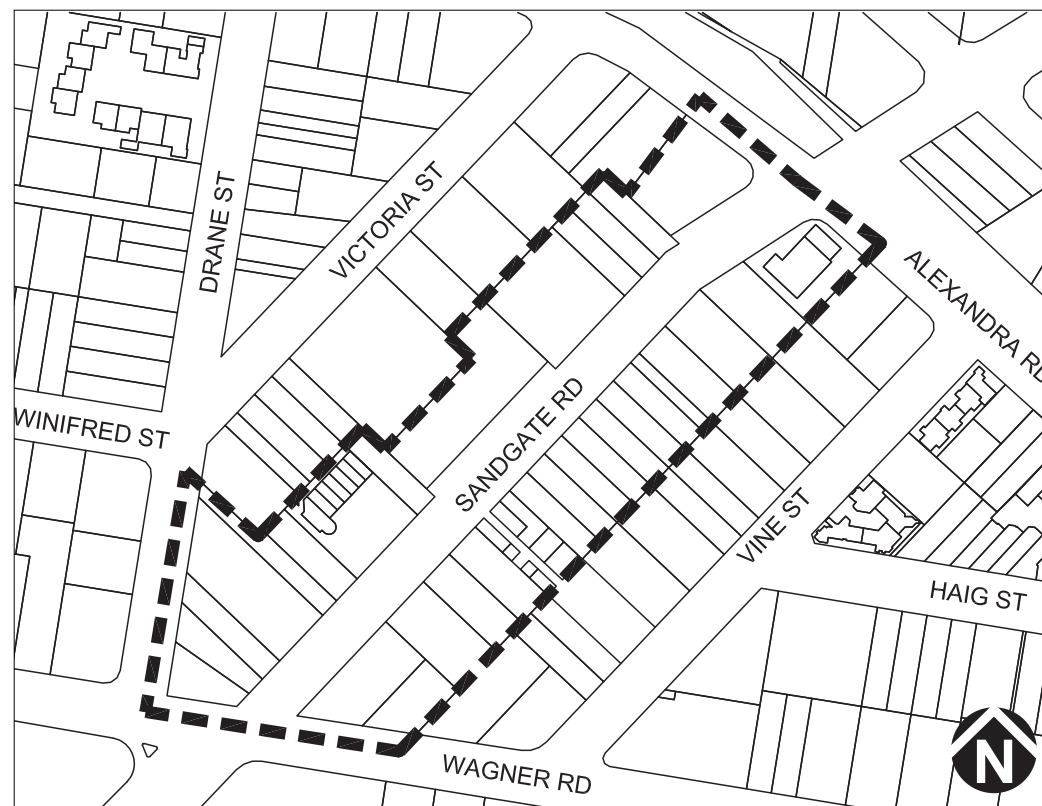 DRANE ST
VICTORIA ST
ALEXANDRA RD
WINIFRED ST
SANDGATE RD
VINE ST
HAIG ST
WAGNER RD
N